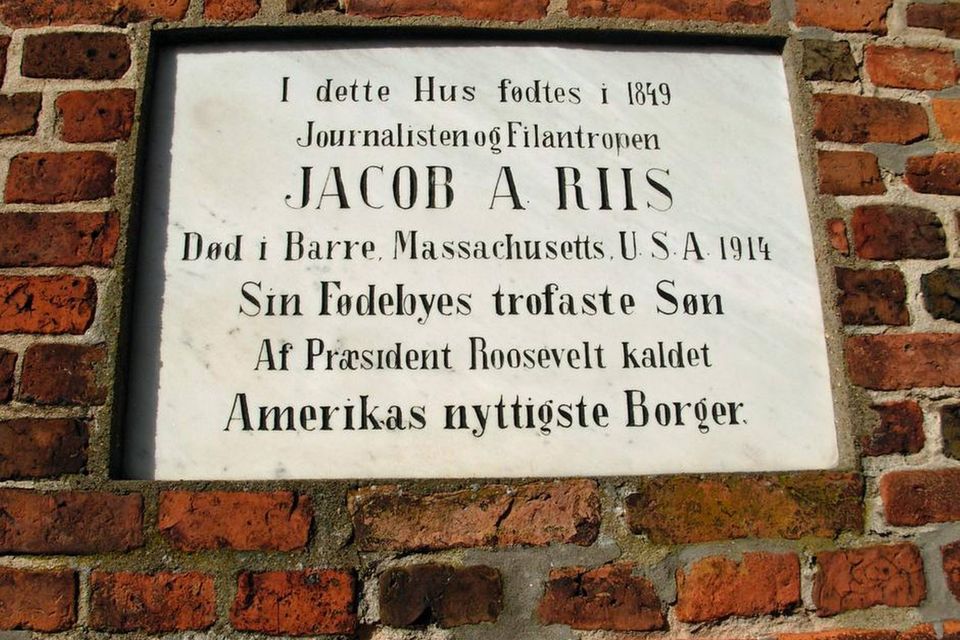 I dette Hus fødtes i 1849
Journalisten og Filantropen
JACOB A. RIIS
Død i Barre, Massachusetts, U.S.A. 1914
Sin Fødebyes trofaste Søn
Af Præsident Roosevelt kaldet
Amerikas nyttigste Borger.